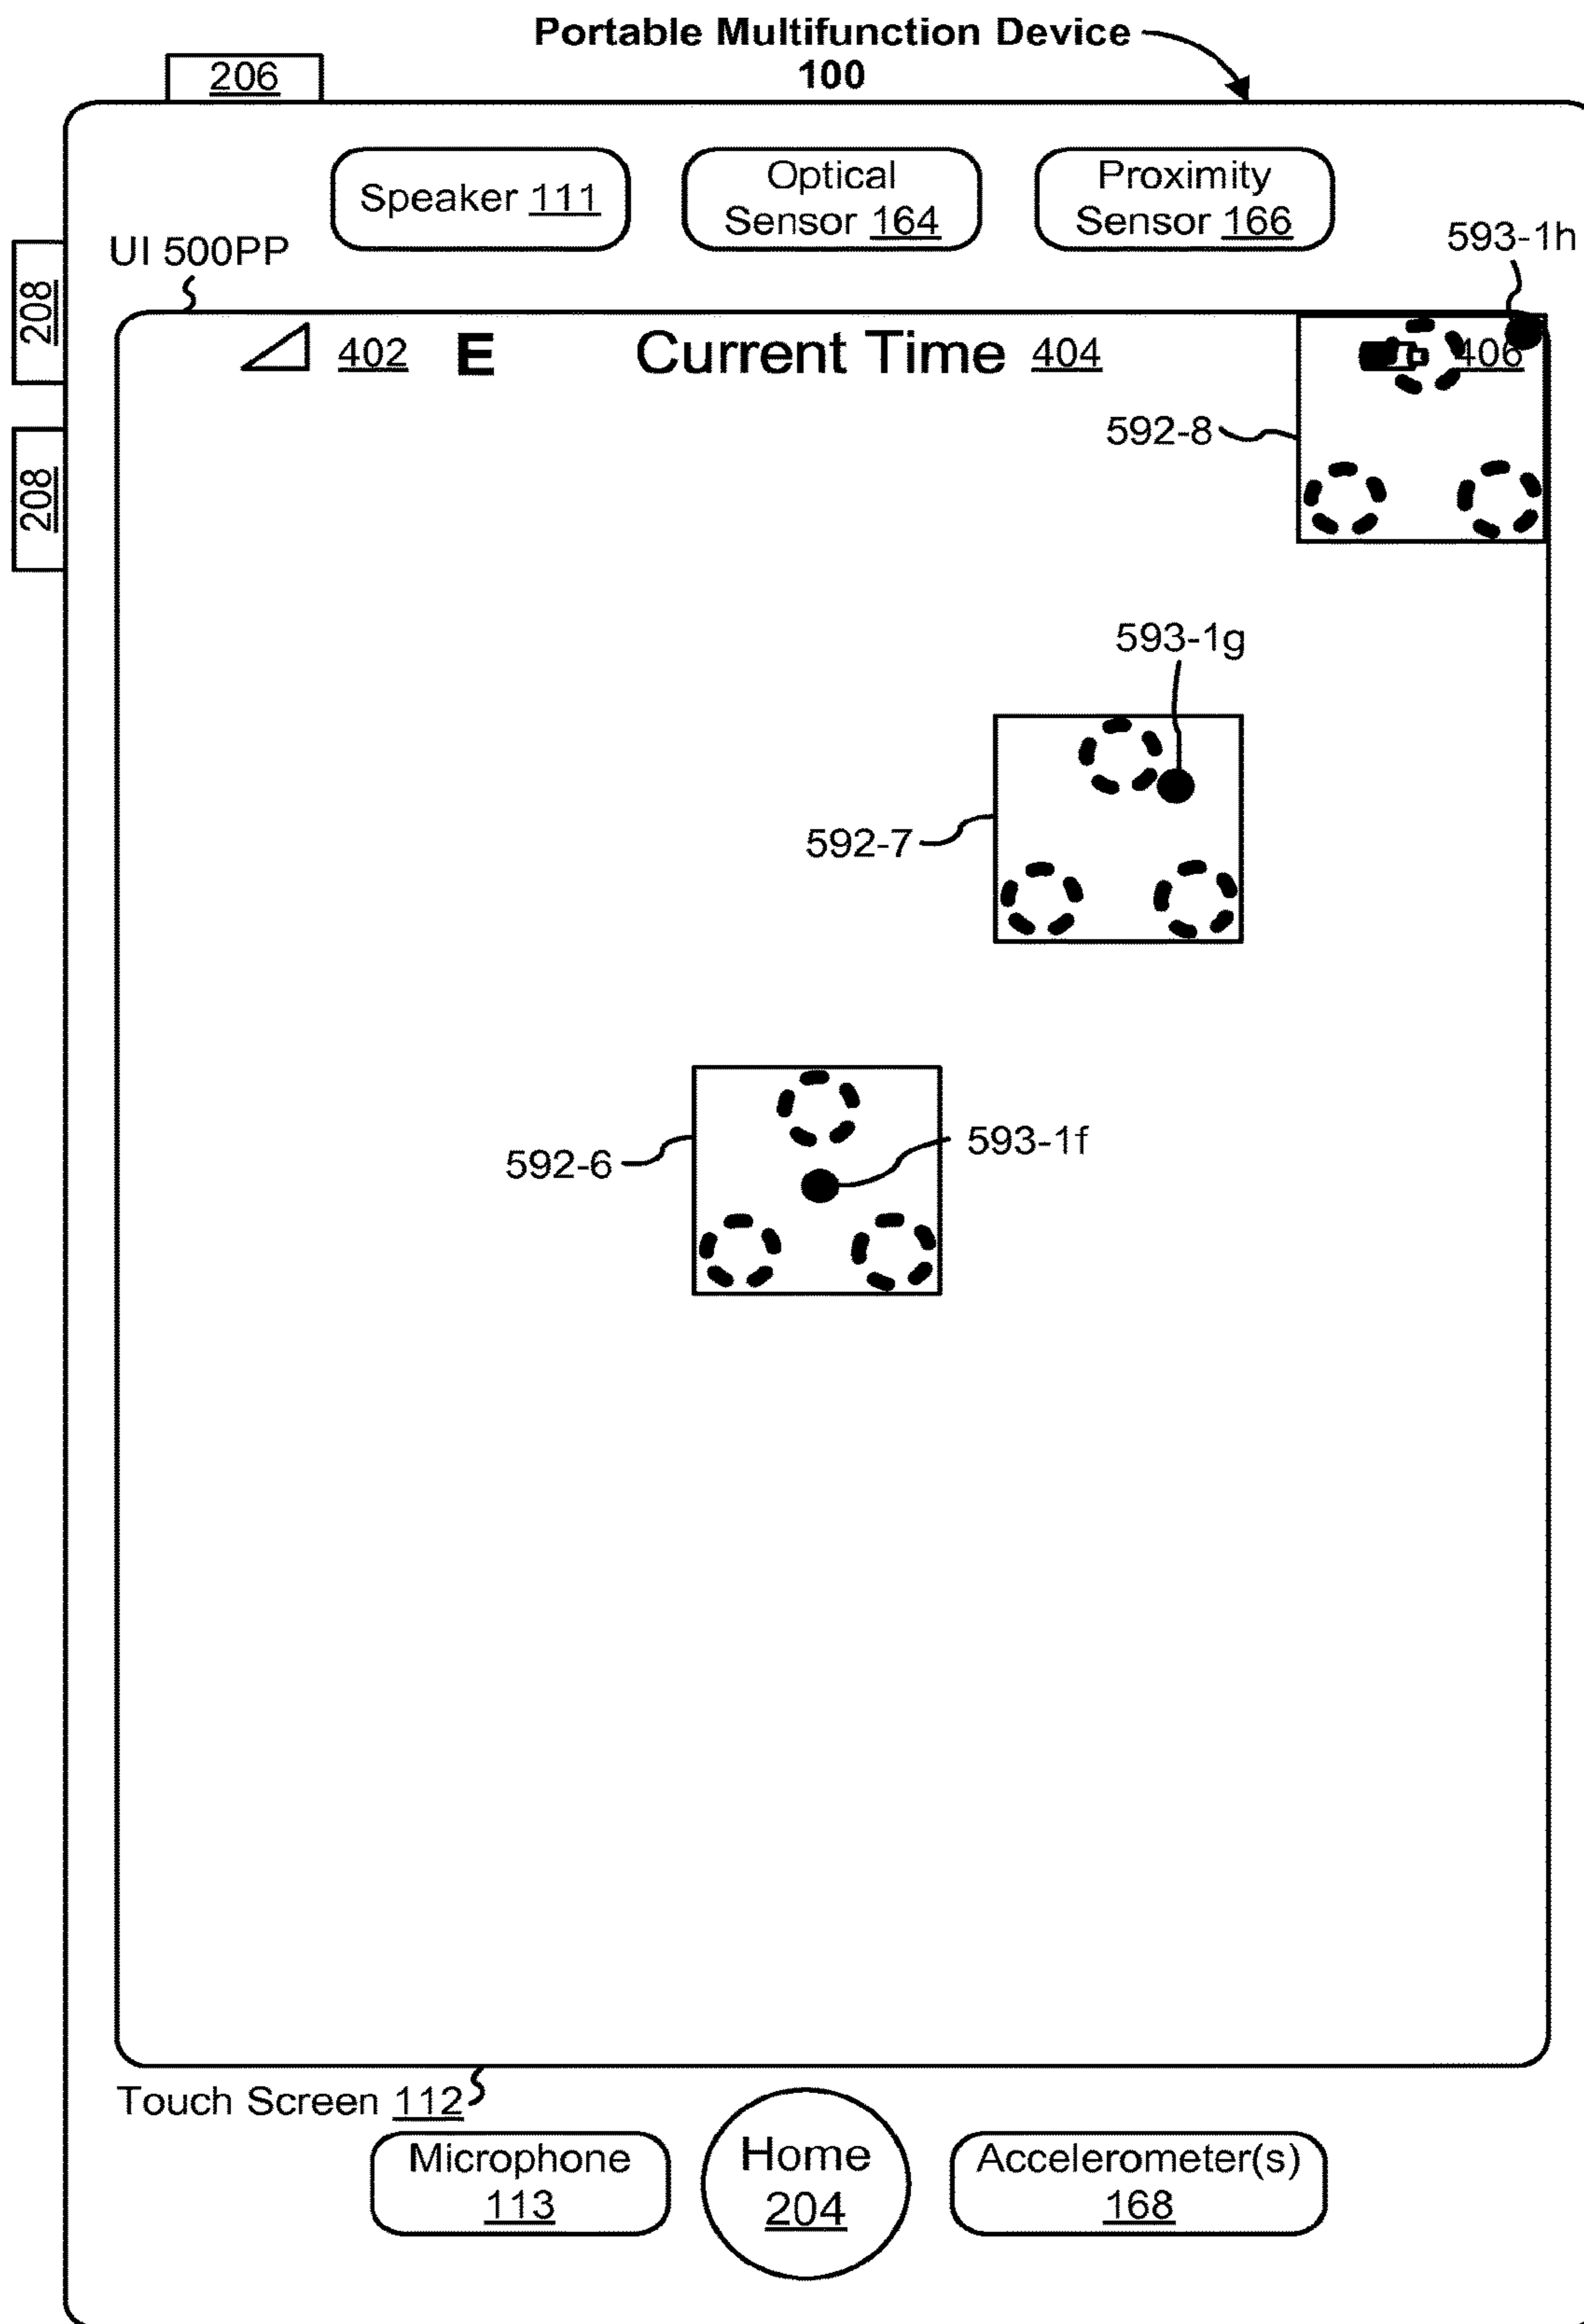 Portable Multifunction Device
100
206
Speaker 111
Optical
Sensor 164
Proximity
Sensor 166
593-1h
UI 500PP
208
402 E Current Time 404 406
592-8
208
593-1g
592-7
593-1f
592-6
Touch Screen 112
Microphone
113
Home
204
Accelerometer(s)
168